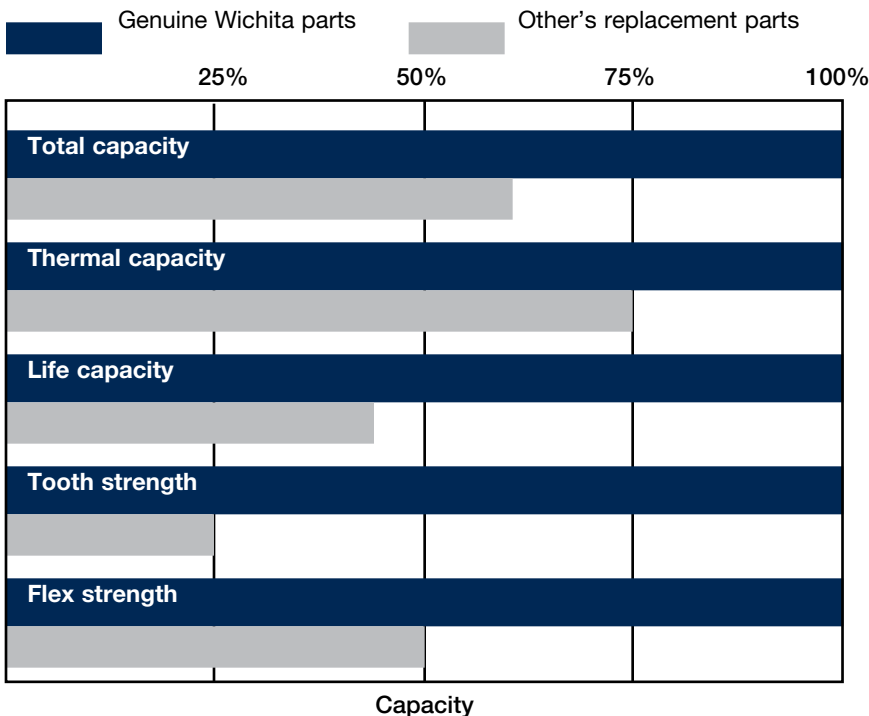 Genuine Wichita parts
Other's replacement parts
25% 50% 75% 100%
Total capacity
Thermal capacity
Life capacity
Tooth strength
Flex strength
Capacity